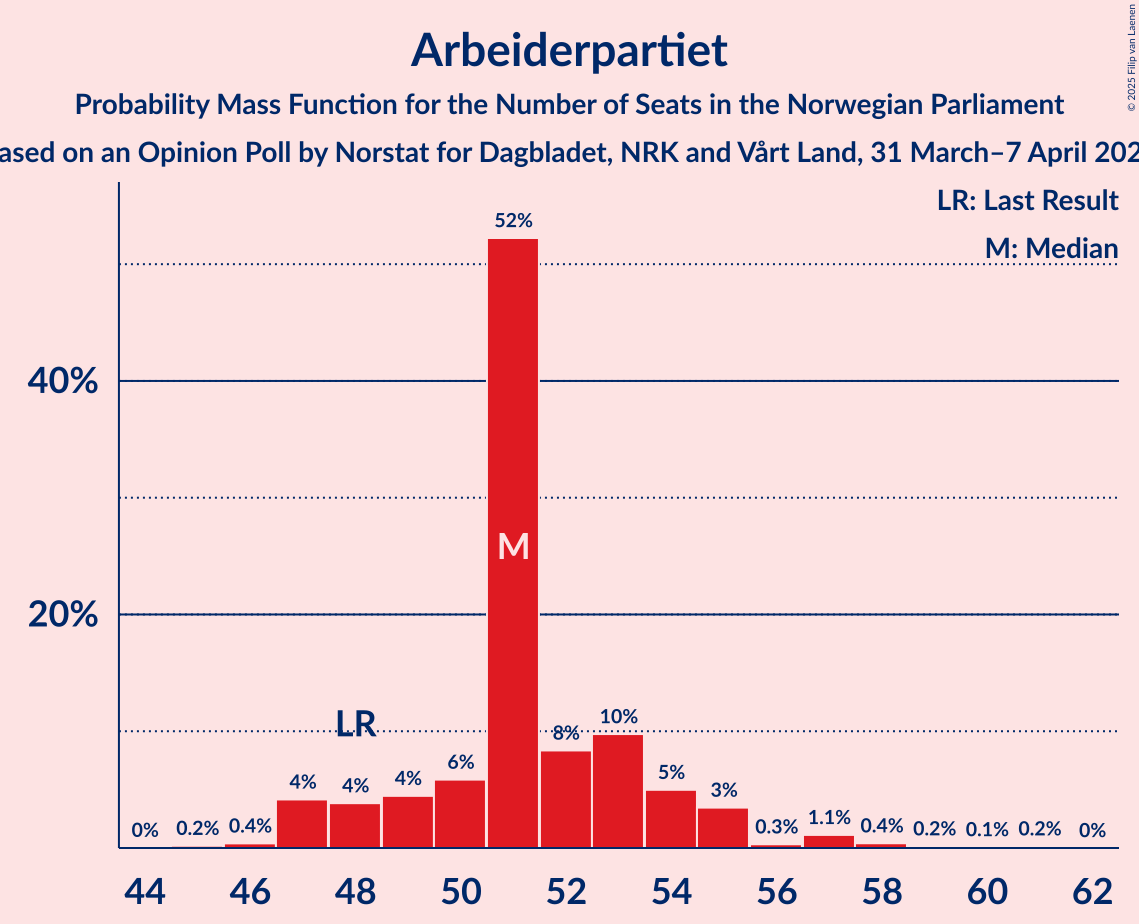 Arbeiderpartiet
Probability Mass Function for the Number of Seats in the Norwegian Parliament
ased on an Opinion Poll by Norstat for Dagbladet, NRK and Vårt Land, 31 March–7 April 202
© 2025 Filip van Laenen
LR: Last Result
M: Median
52%
40%
M
20%
LR
0% 0.2% 0.4% 4% 4% 4% 6% 8% 10% 5% 3% 0.3% 1.1% 0.4% 0.2% 0.1% 0.2% 0%
44 46 48 50 52 54 56 58 60 62